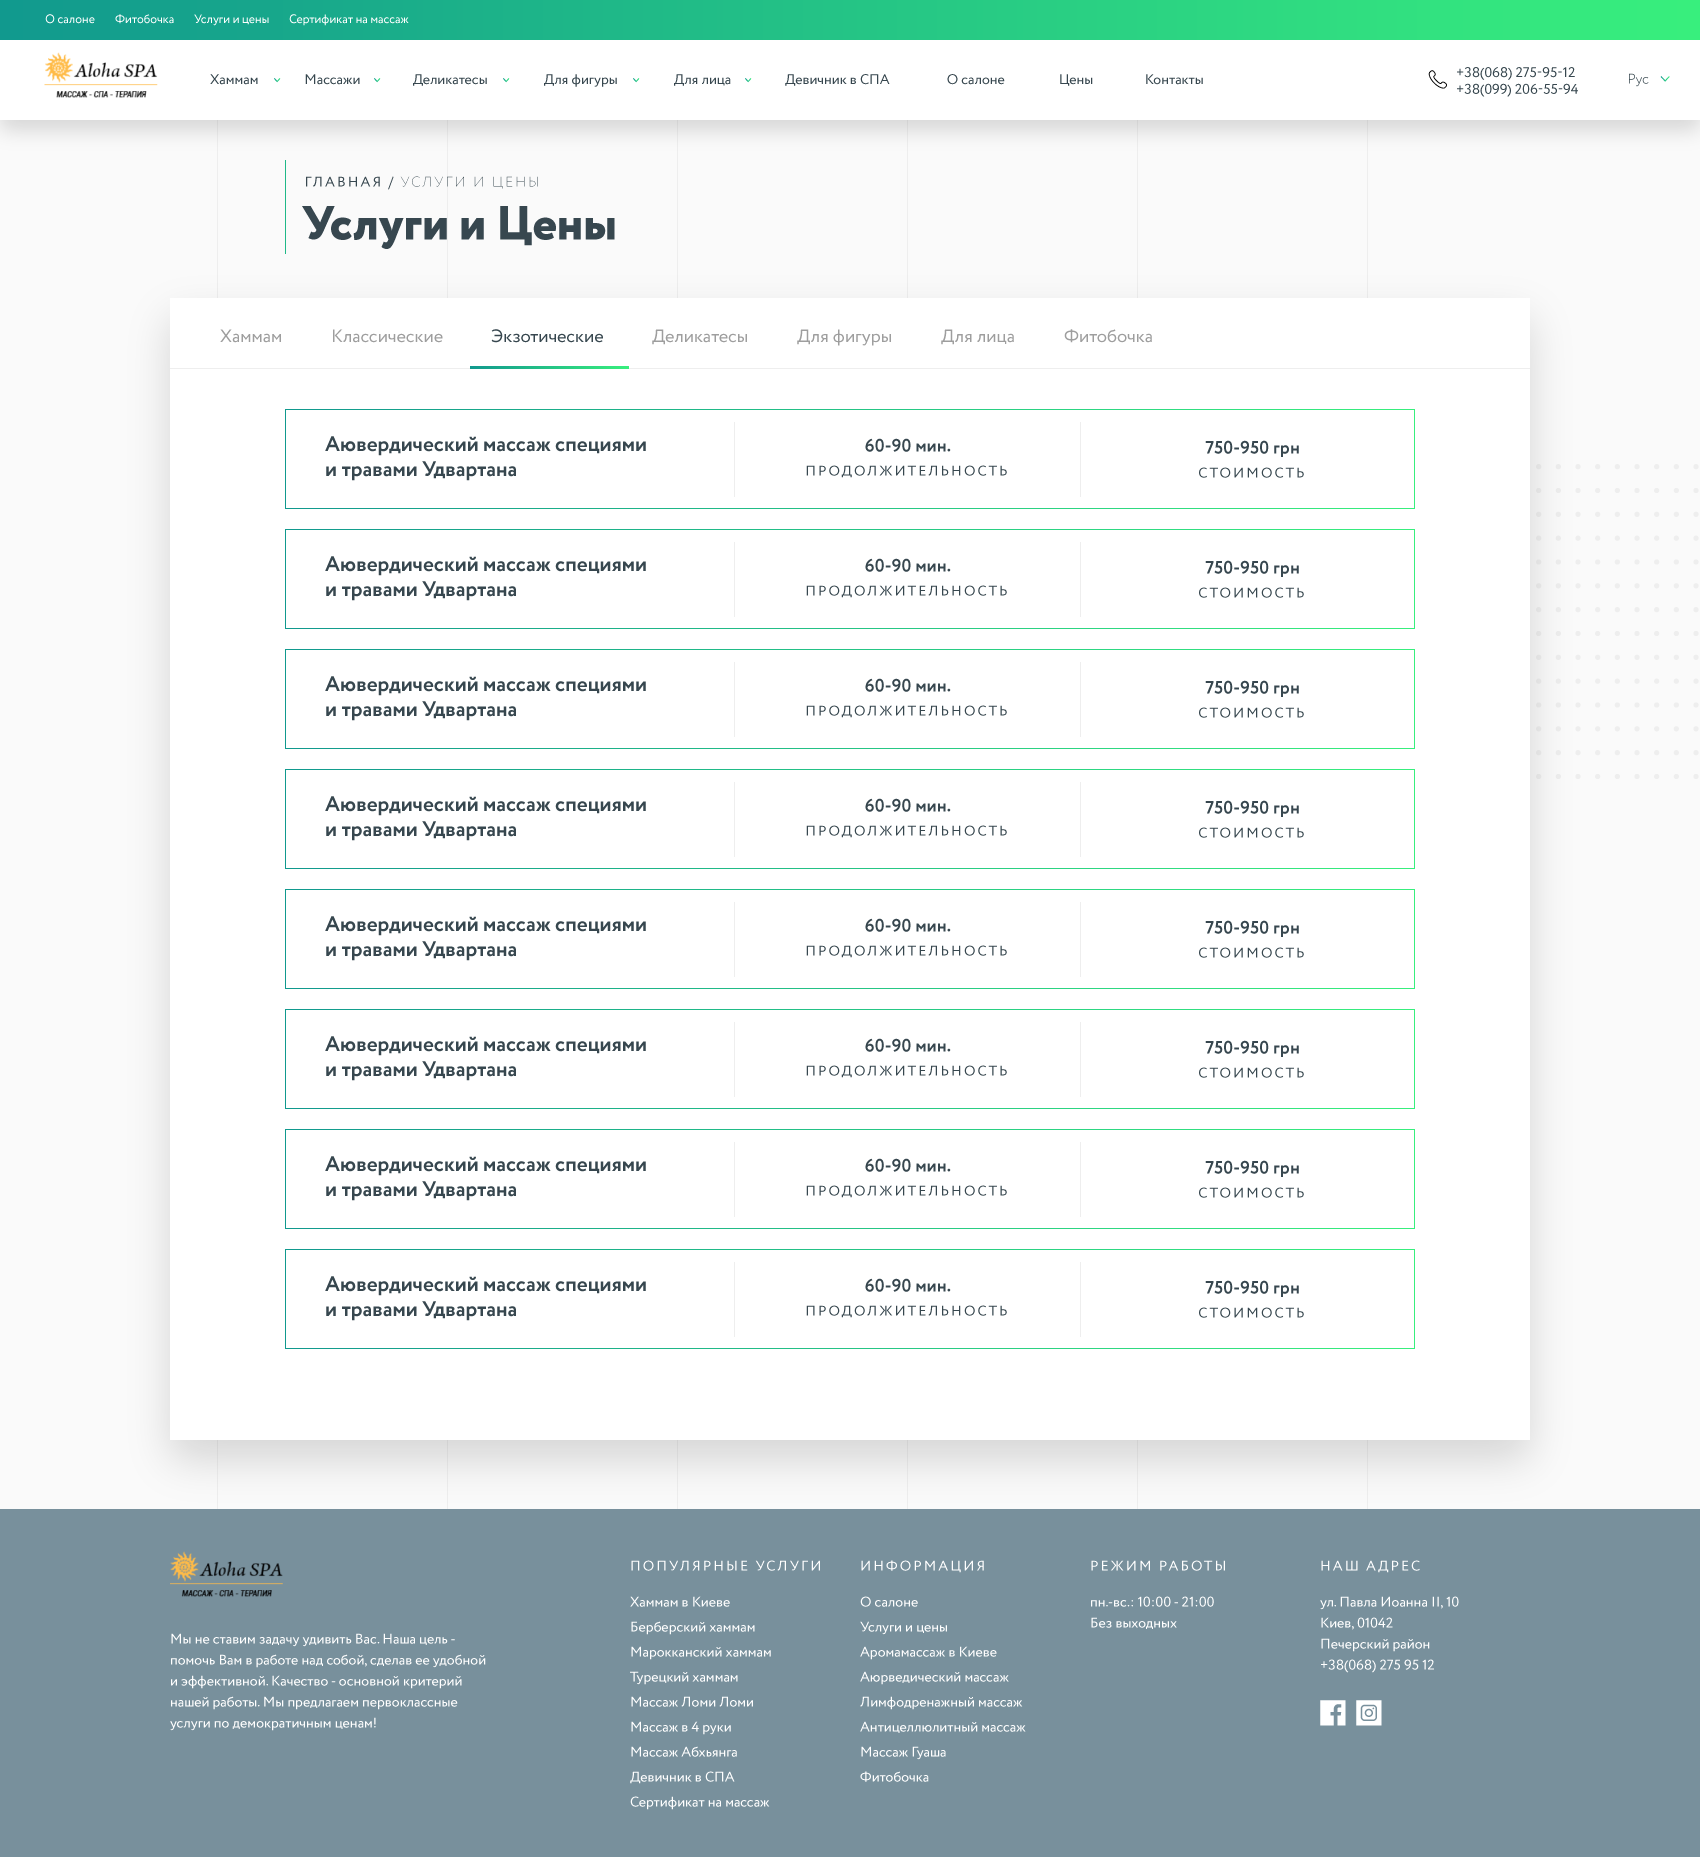 О салоне Фитобочка Услуги и цены Сертификат на массаж
Aloha SPA
МАССАЖ - СПА - ТЕРАПИЯ
Хаммам Массажи Деликатесы Для фигуры Для лица Девичник в СПА О салоне Цены Контакты
+38(068) 275-95-12
+38(099) 206-55-94
Рус
ГЛАВНАЯ / УСЛУГИ И ЦЕНЫ
Услуги и Цены
Хаммам Классические Экзотические Деликатесы Для фигуры Для лица Фитобочка
Аювердический массаж специями
и травами Удвартана
60-90 мин.
ПРОДОЛЖИТЕЛЬНОСТЬ
750-950 грн
СТОИМОСТЬ
Аювердический массаж специями
и травами Удвартана
60-90 мин.
ПРОДОЛЖИТЕЛЬНОСТЬ
750-950 грн
СТОИМОСТЬ
Аювердический массаж специями
и травами Удвартана
60-90 мин.
ПРОДОЛЖИТЕЛЬНОСТЬ
750-950 грн
СТОИМОСТЬ
Аювердический массаж специями
и травами Удвартана
60-90 мин.
ПРОДОЛЖИТЕЛЬНОСТЬ
750-950 грн
СТОИМОСТЬ
Аювердический массаж специями
и травами Удвартана
60-90 мин.
ПРОДОЛЖИТЕЛЬНОСТЬ
750-950 грн
СТОИМОСТЬ
Аювердический массаж специями
и травами Удвартана
60-90 мин.
ПРОДОЛЖИТЕЛЬНОСТЬ
750-950 грн
СТОИМОСТЬ
Аювердический массаж специями
и травами Удвартана
60-90 мин.
ПРОДОЛЖИТЕЛЬНОСТЬ
750-950 грн
СТОИМОСТЬ
Аювердический массаж специями
и травами Удвартана
60-90 мин.
ПРОДОЛЖИТЕЛЬНОСТЬ
750-950 грн
СТОИМОСТЬ
Aloha SPA
МАССАЖ - СПА - ТЕРАПИЯ
Мы не ставим задачу удивить Вас. Наша цель -
помочь Вам в работе над собой, сделав ее удобной
и эффективной. Качество - основной критерий
нашей работы. Мы предлагаем первоклассные
услуги по демократичным ценам!
ПОПУЛЯРНЫЕ УСЛУГИ
Хаммам в Киеве
Берберский хаммам
Марокканский хаммам
Турецкий хаммам
Массаж Ломи Ломи
Массаж в 4 руки
Массаж Абхьянга
Девичник в СПА
Сертификат на массаж
ИНФОРМАЦИЯ
О салоне
Услуги и цены
Аромамассаж в Киеве
Аюрведический массаж
Лимфодренажный массаж
Антицеллюлитный массаж
Массаж Гуаша
Фитобочка
РЕЖИМ РАБОТЫ
пн.-вс.: 10:00 - 21:00
Без выходных
НАШ АДРЕС
ул. Павла Иоанна II, 10
Киев, 01042
Печерский район
+38(068) 275 95 12